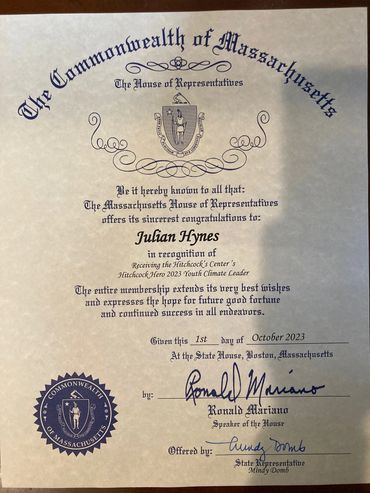 The Commonwealth of Massachusetts
The House of Representatives
Be it hereby known to all that:
The Massachusetts House of Representatives
offers its sincerest congratulations to:
Julian Hynes
in recognition of
Receiving the Hitchcock's Center's
Hitchcock Hero 2023 Youth Climate Leader
The entire membership extends its very best wishes
and expresses the hope for future good fortune
and continued success in all endeavors.
Given this 1st day of October 2023
At the State House, Boston, Massachusetts
by: Ronald Mariano
Ronald Mariano
Speaker of the House
Offered by: Mindy Domb
State Representative
Mindy Domb
COMMONWEALTH
OF MASSACHUSETTS